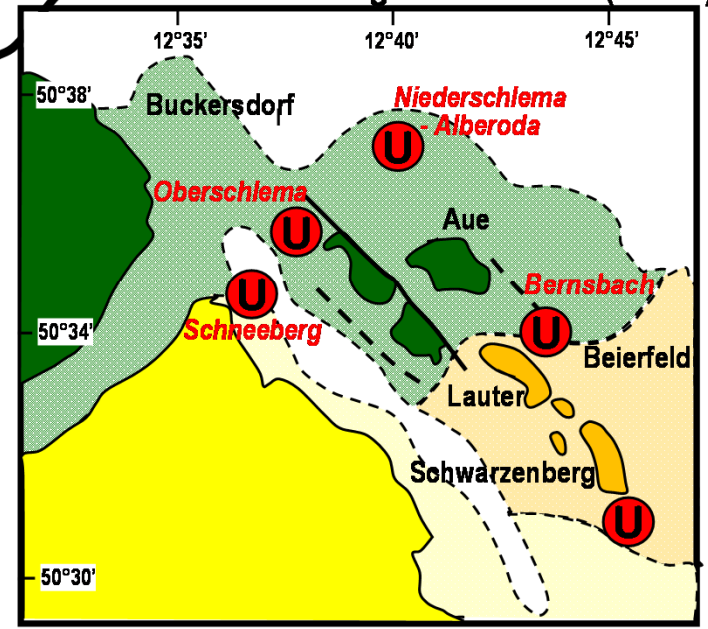 12°35'
12°40'
12°45'
50°38'
Buckersdorf
Niederschlema
- Alberoda
U
Oberschlema
U
Aue
U
Bernsbach
50°34'
Schneeberg
U
Beierfeld
Lauter
Schwarzenberg
U
50°30'